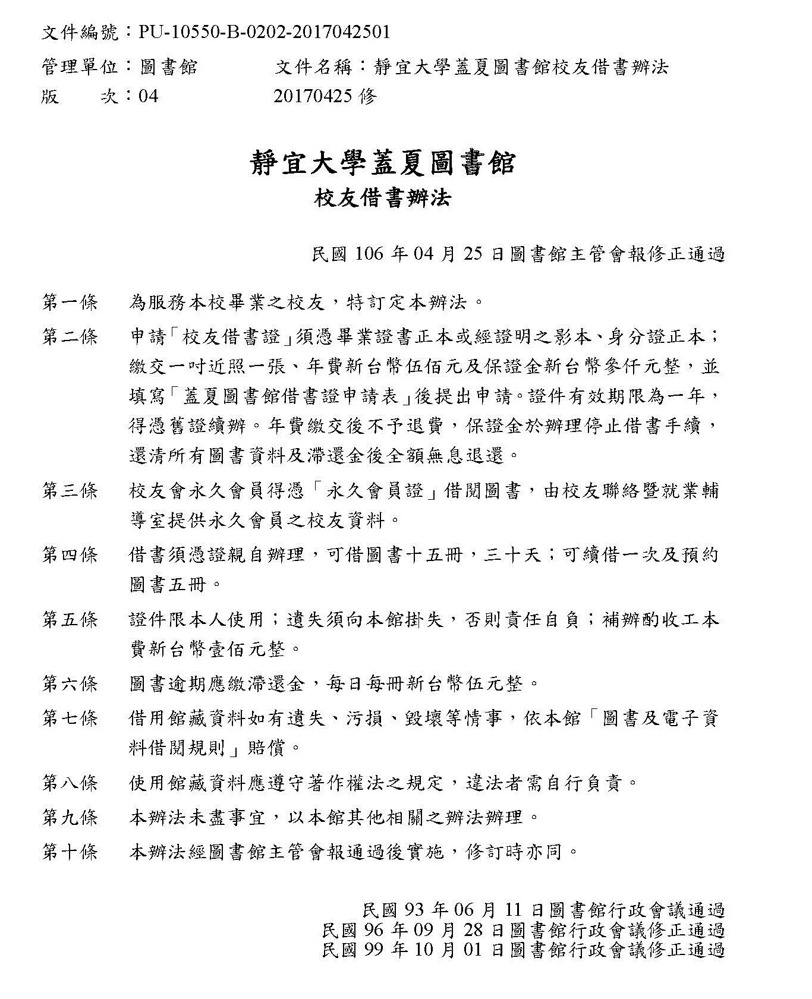 文件編號：PU-10550-B-0202-2017042501
管理單位：圖書館 文件名稱：靜宜大學蓋夏圖書館校友借書辦法
版 次：04 20170425 修
靜宜大學蓋夏圖書館
校友借書辦法
民國 106 年 04 月 25 日圖書館主管會報修正通過
第一條 為服務本校畢業之校友，特訂定本辦法。
第二條 申請「校友借書證」須憑畢業證書正本或經證明之影本、身分證正本；
繳交一吋近照一張、年費新台幣伍佰元及保證金新台幣參仟元整，並
填寫「蓋夏圖書館借書證申請表」後提出申請。證件有效期限為一年，
得憑舊證續辦。年費繳交後不予退費，保證金於辦理停止借書手續，
還清所有圖書資料及滯還金後全額無息退還。
第三條 校友會永久會員得憑「永久會員證」借閱圖書，由校友聯絡暨就業輔
導室提供永久會員之校友資料。
第四條 借書須憑證親自辦理，可借圖書十五冊，三十天；可續借一次及預約
圖書五冊。
第五條 證件限本人使用；遺失須向本館掛失，否則責任自負；補辦酌收工本
費新台幣壹佰元整。
第六條 圖書逾期應繳滯還金，每日每冊新台幣伍元整。
第七條 借用館藏資料如有遺失、污損、毀壞等情事，依本館「圖書及電子資
料借閱規則」賠償。
第八條 使用館藏資料應遵守著作權法之規定，違法者需自行負責。
第九條 本辦法未盡事宜，以本館其他相關之辦法辦理。
第十條 本辦法經圖書館主管會報通過後實施，修訂時亦同。
民國 93 年 06 月 11 日圖書館行政會議通過
民國 96 年 09 月 28 日圖書館行政會議修正通過
民國 99 年 10 月 01 日圖書館行政會議修正通過